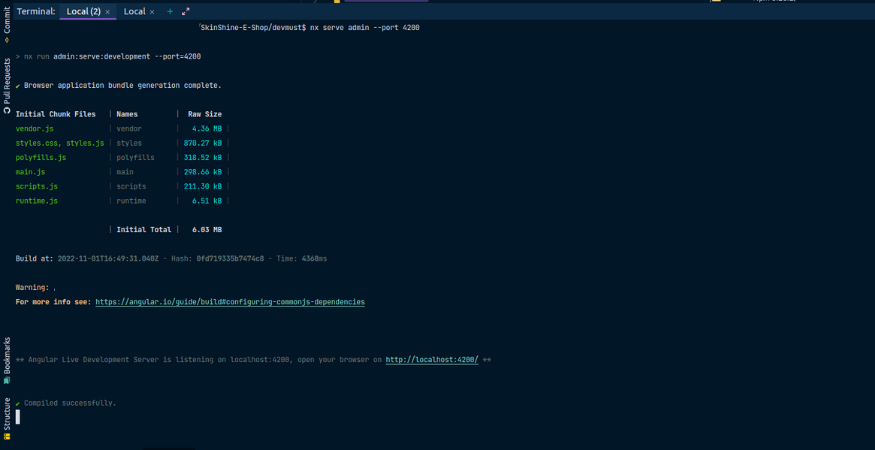 Terminal: Local (2) × Local × +
SkinShine-E-Shop/devmust$ nx serve admin --port 4200
> nx run admin:serve:development --port=4200
✔ Browser application bundle generation complete.
Initial Chunk Files | Names | Raw Size
vendor.js | vendor | 4.36 MB |
styles.css, styles.js | styles | 870.27 kB |
polyfills.js | polyfills | 318.52 kB |
main.js | main | 298.66 kB |
scripts.js | scripts | 211.30 kB |
runtime.js | runtime | 6.51 kB |
| Initial Total | 6.03 MB
Build at: 2022-11-01T16:49:31.040Z - Hash: 0fd719335b7474c8 - Time: 4360ms
Warning: ,
For more info see: https://angular.io/guide/build#configuring-commonjs-dependencies
** Angular Live Development Server is listening on localhost:4200, open your browser on http://localhost:4200/ **
✔ Compiled successfully.
Commit
Pull Requests
Bookmarks
Structure